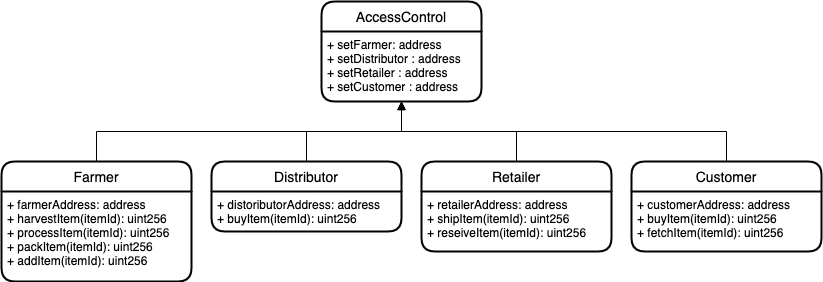 AccessControl
+ setFarmer: address
+ setDistributor : address
+ setRetailer : address
+ setCustomer : address
Farmer
+ farmerAddress: address
+ harvestItem(itemId): uint256
+ processItem(itemId): uint256
+ packItem(itemId): uint256
+ addItem(itemId): uint256
Distributor
+ distoributorAddress: address
+ buyItem(itemId): uint256
Retailer
+ retailerAddress: address
+ shipItem(itemId): uint256
+ reseiveItem(itemId): uint256
Customer
+ customerAddress: address
+ buyItem(itemId): uint256
+ fetchItem(itemId): uint256